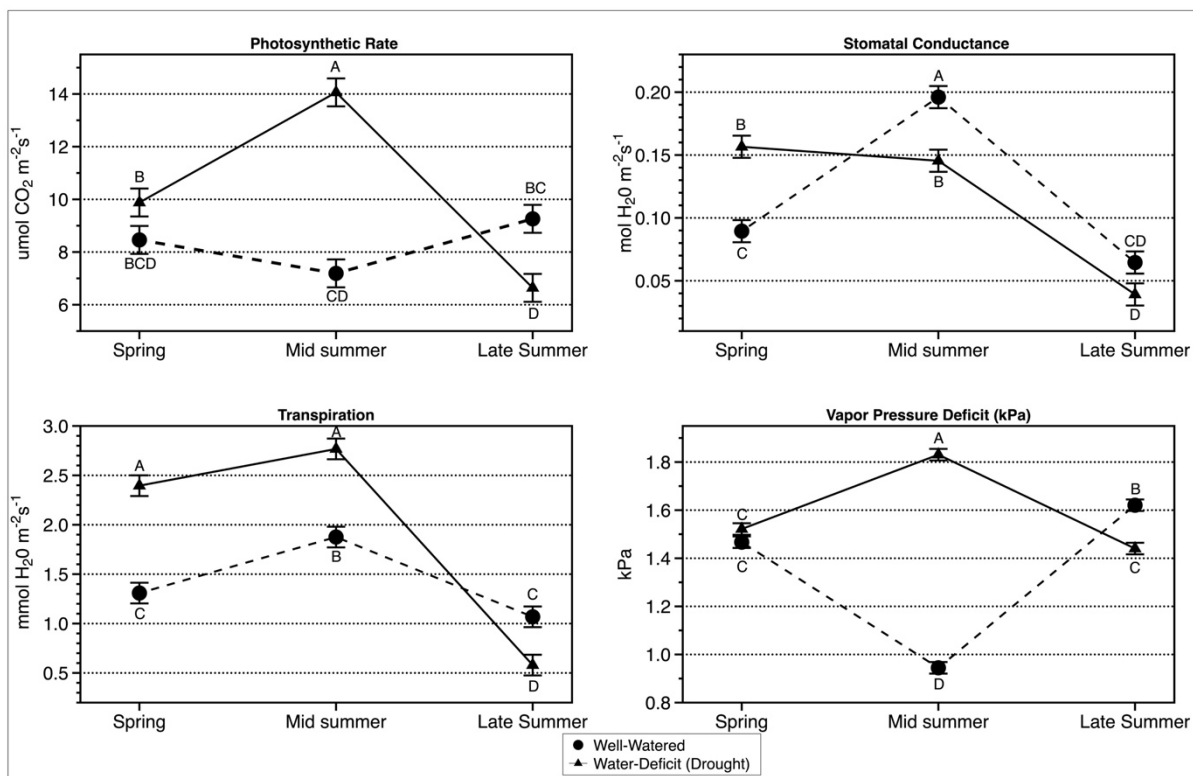 Photosynthetic Rate
umol CO₂ m⁻²s⁻¹
14
12
10
8
6
A
B
BC
BCD
CD
D
Spring Mid summer Late Summer
Stomatal Conductance
mol H₂0 m⁻²s⁻¹
0.20
0.15
0.10
0.05
A
B
B
C
CD
D
Spring Mid summer Late Summer
Transpiration
mmol H₂0 m⁻²s⁻¹
3.0
2.5
2.0
1.5
1.0
0.5
A
A
B
C
C
D
Spring Mid summer Late Summer
Vapor Pressure Deficit (kPa)
kPa
1.8
1.6
1.4
1.2
1.0
0.8
A
B
C
C
C
D
Spring Mid summer Late Summer
Well-Watered
Water-Deficit (Drought)